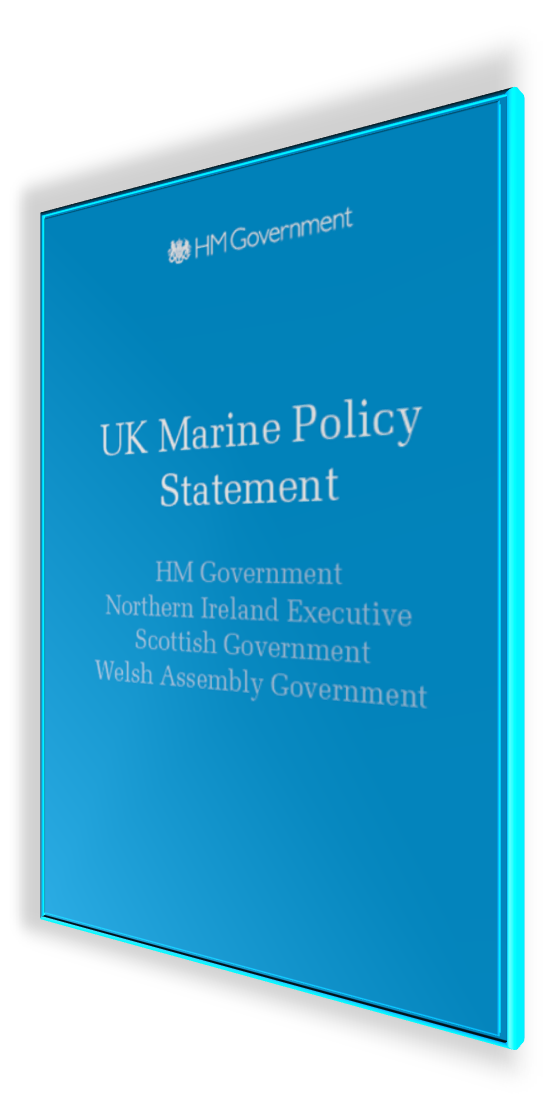 HM Government
UK Marine Policy
Statement
HM Government
Northern Ireland Executive
Scottish Government
Welsh Assembly Government